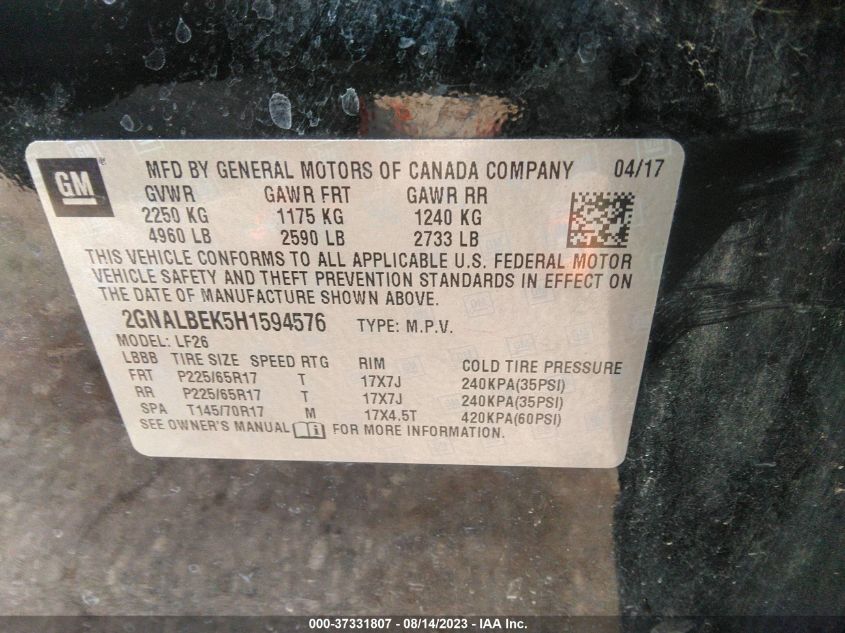 GM
MFD BY GENERAL MOTORS OF CANADA COMPANY 04/17
GVWR GAWR FRT GAWR RR
2250 KG 1175 KG 1240 KG
4960 LB 2590 LB 2733 LB
THIS VEHICLE CONFORMS TO ALL APPLICABLE U.S. FEDERAL MOTOR
VEHICLE SAFETY AND THEFT PREVENTION STANDARDS IN EFFECT ON
THE DATE OF MANUFACTURE SHOWN ABOVE.
2GNALBEK5H1594576 TYPE: M.P.V.
MODEL: LF26
LBBB TIRE SIZE SPEED RTG RIM COLD TIRE PRESSURE
FRT P225/65R17 T 17X7J 240KPA(35PSI)
RR P225/65R17 T 17X7J 240KPA(35PSI)
SPA T145/70R17 M 17X4.5T 420KPA(60PSI)
SEE OWNER'S MANUAL FOR MORE INFORMATION.
000-37331807 - 08/14/2023 - IAA Inc.